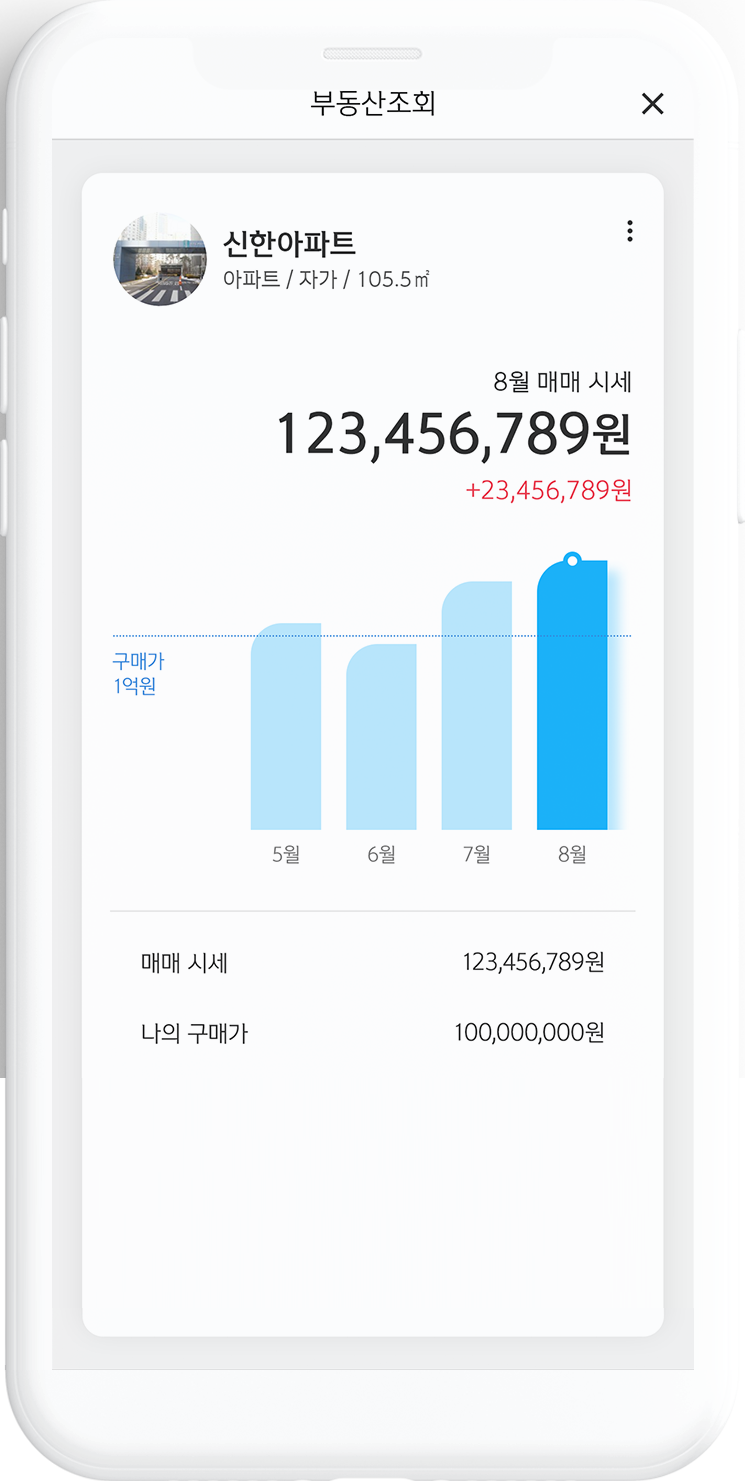 부동산조회
신한아파트
아파트 / 자가 / 105.5㎡
8월 매매 시세
123,456,789원
+23,456,789원
구매가
1억원
5월 6월 7월 8월
매매 시세 123,456,789원
나의 구매가 100,000,000원